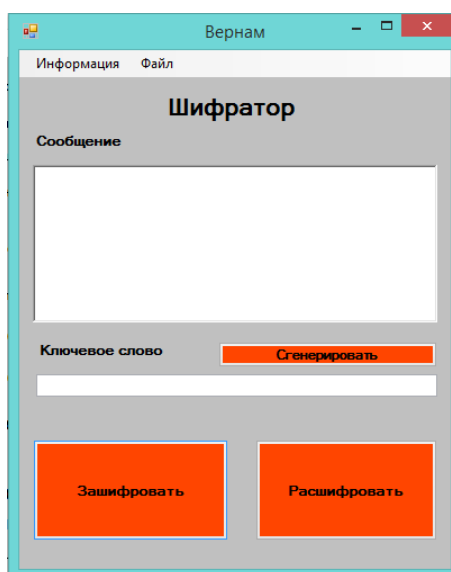 Вернам
Информация Файл
Шифратор
Сообщение
Ключевое слово Сгенерировать
Зашифровать Расшифровать